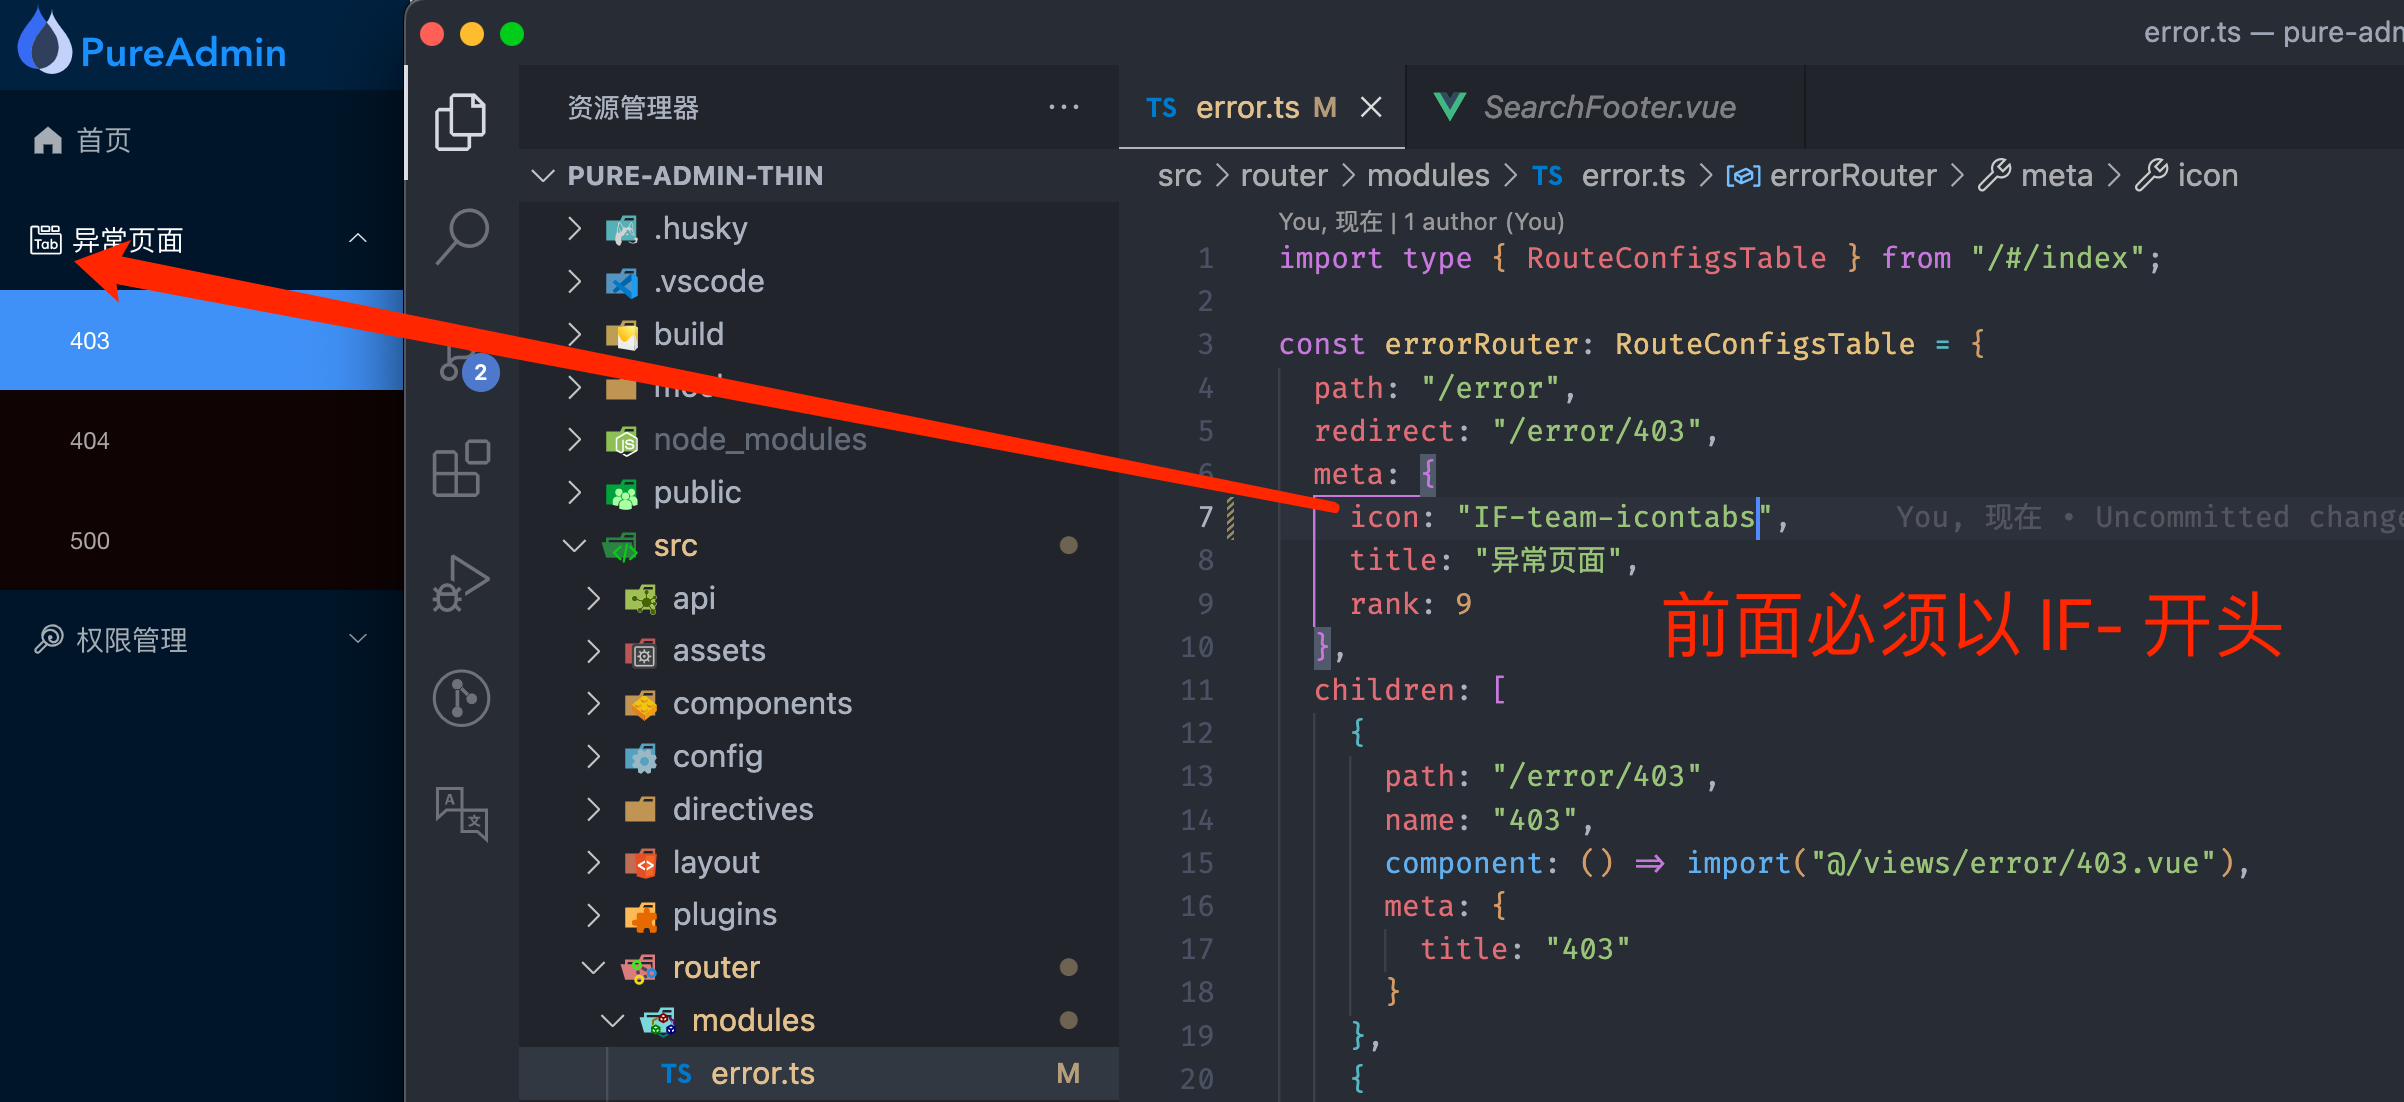 PureAdmin
首页
Tab 异常页面
403
404
500
权限管理
error.ts — pure-adm
资源管理器 ···
PURE-ADMIN-THIN
.husky
.vscode
build
node_modules
public
src
api
assets
components
config
directives
layout
plugins
router
modules
TS error.ts M
2
TS error.ts M
SearchFooter.vue
src > router > modules > TS error.ts > errorRouter > meta > icon
You, 现在 | 1 author (You)
1 import type { RouteConfigsTable } from "/#/index";
2
3 const errorRouter: RouteConfigsTable = {
4 path: "/error",
5 redirect: "/error/403",
6 meta: {
7 icon: "IF-team-icontabs", You, 现在 • Uncommitted change
8 title: "异常页面",
9 rank: 9
10 },
11 children: [
12 {
13 path: "/error/403",
14 name: "403",
15 component: () => import("@/views/error/403.vue"),
16 meta: {
17 title: "403"
18 }
19 },
20 {
前面必须以 IF- 开头